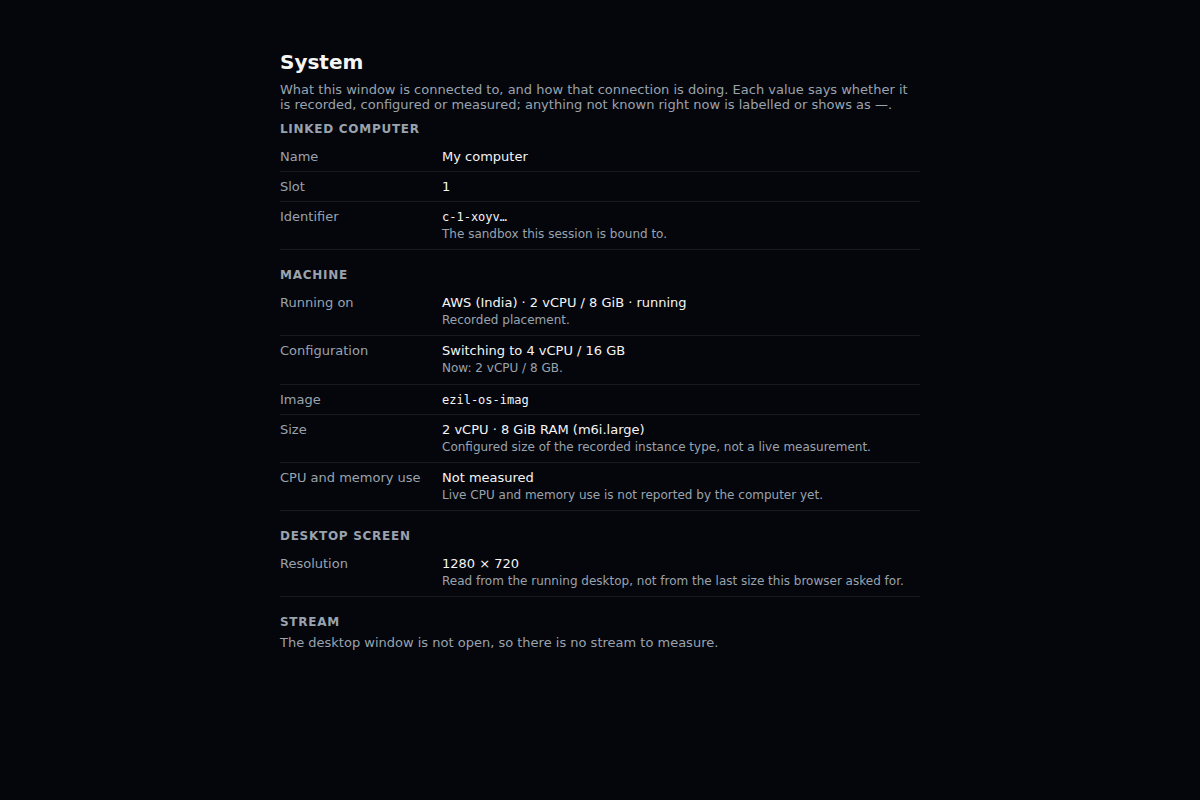 System
What this window is connected to, and how that connection is doing. Each value says whether it
is recorded, configured or measured; anything not known right now is labelled or shows as —.
LINKED COMPUTER
Name My computer
Slot 1
Identifier c-1-xoyv…
The sandbox this session is bound to.
MACHINE
Running on AWS (India) · 2 vCPU / 8 GiB · running
Recorded placement.
Configuration Switching to 4 vCPU / 16 GB
Now: 2 vCPU / 8 GB.
Image ezil-os-imag
Size 2 vCPU · 8 GiB RAM (m6i.large)
Configured size of the recorded instance type, not a live measurement.
CPU and memory use Not measured
Live CPU and memory use is not reported by the computer yet.
DESKTOP SCREEN
Resolution 1280 × 720
Read from the running desktop, not from the last size this browser asked for.
STREAM
The desktop window is not open, so there is no stream to measure.